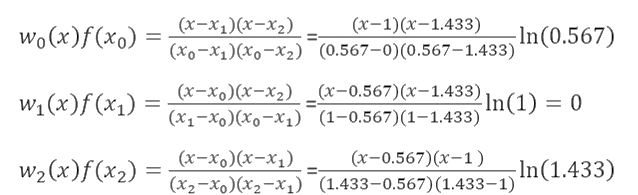 w₀(x)f(x₀) = (x−x₁)(x−x₂)/(x₀−x₁)(x₀−x₂) = (x−1)(x−1.433)/(0.567−0)(0.567−1.433) ln(0.567)
w₁(x)f(x₁) = (x−x₀)(x−x₂)/(x₁−x₀)(x₀−x₁) = (x−0.567)(x−1.433)/(1−0.567)(1−1.433) ln(1) = 0
w₂(x)f(x₂) = (x−x₀)(x−x₁)/(x₂−x₀)(x₂−x₁) = (x−0.567)(x−1 )/(1.433−0.567)(1.433−1) ln(1.433)